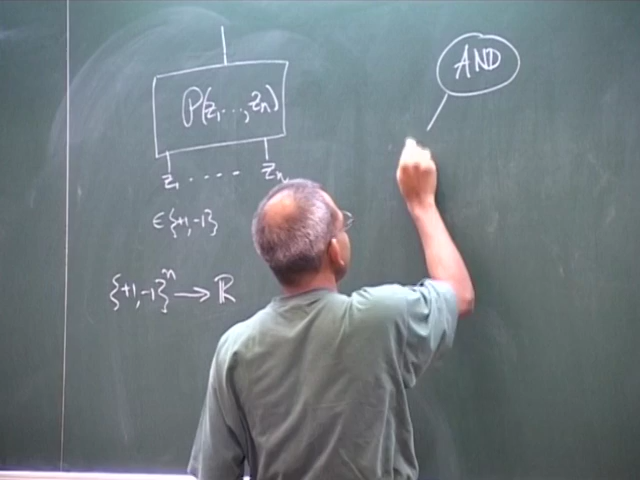 P(z₁...,zₙ)
z₁ . . . . zₙ
∈{+1,-1}
{+1,-1}ⁿ → ℝ
AND